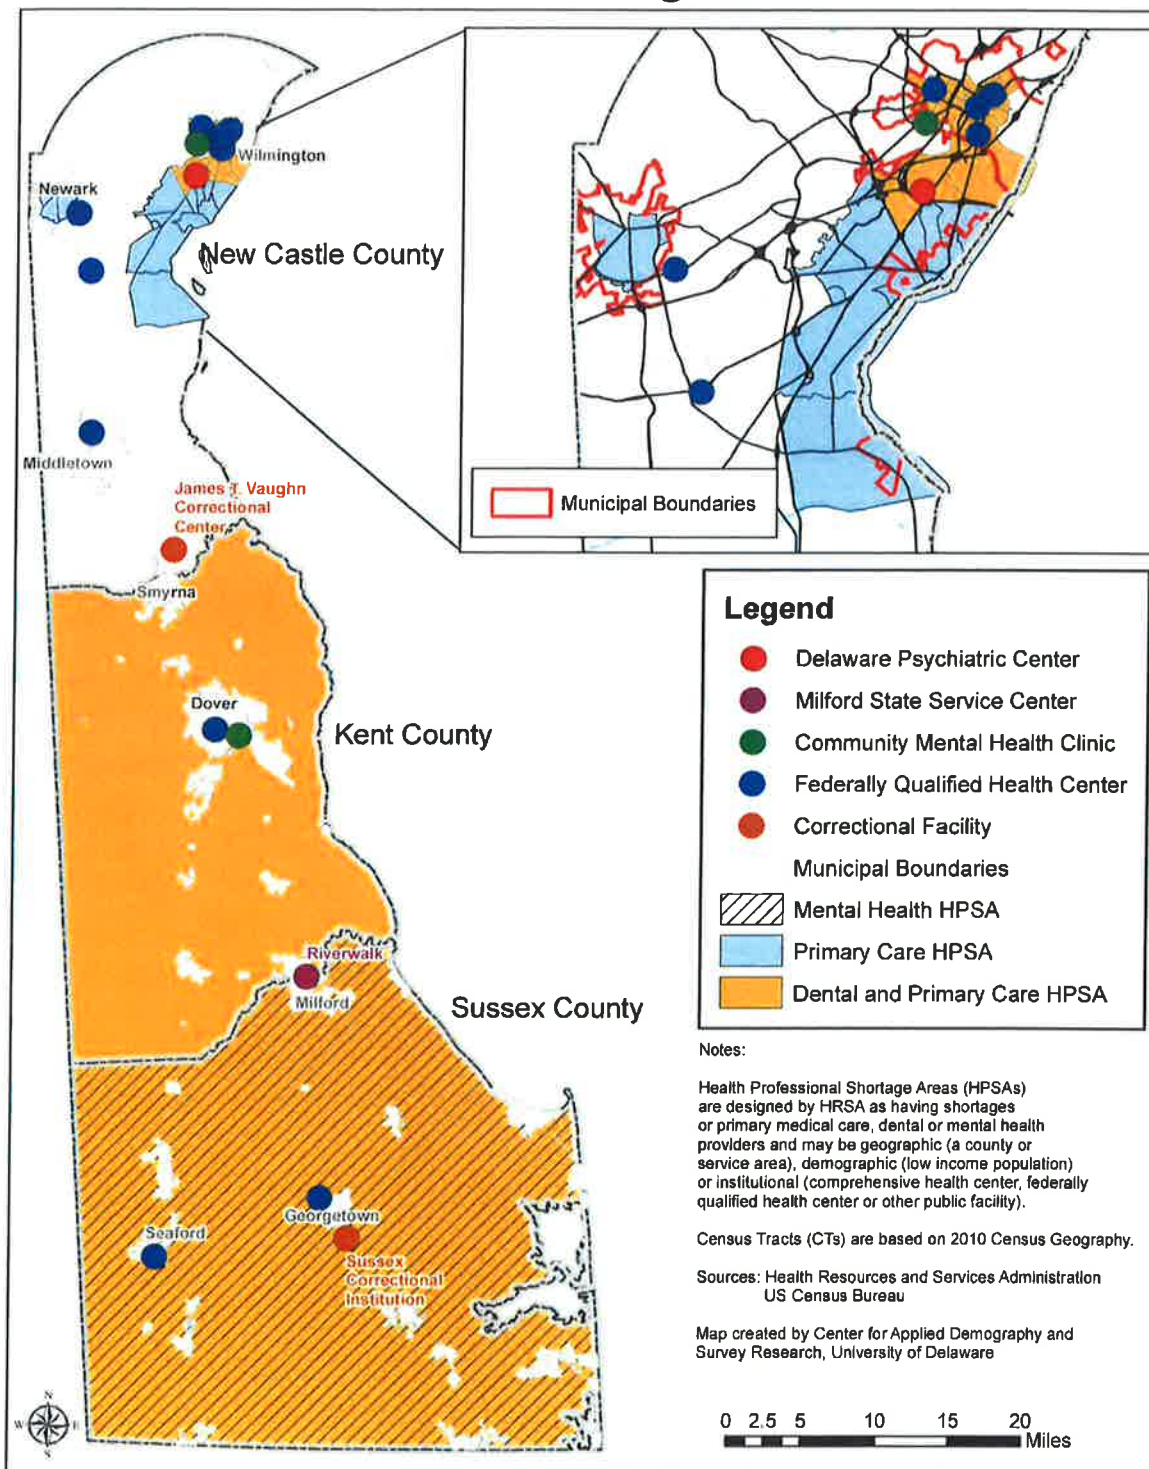 Wilmington
Newark
New Castle County
Middletown
Municipal Boundaries
James T. Vaughn
Correctional
Center
Smyrna
Dover
Kent County
Riverwalk
Milford
Sussex County
Georgetown
Seaford
Sussex
Correctional
Institution
N
W E
S
Legend
Delaware Psychiatric Center
Milford State Service Center
Community Mental Health Clinic
Federally Qualified Health Center
Correctional Facility
Municipal Boundaries
Mental Health HPSA
Primary Care HPSA
Dental and Primary Care HPSA
Notes:
Health Professional Shortage Areas (HPSAs)
are designed by HRSA as having shortages
or primary medical care, dental or mental health
providers and may be geographic (a county or
service area), demographic (low income population)
or institutional (comprehensive health center, federally
qualified health center or other public facility).
Census Tracts (CTs) are based on 2010 Census Geography.
Sources: Health Resources and Services Administration
US Census Bureau
Map created by Center for Applied Demography and
Survey Research, University of Delaware
0 2.5 5 10 15 20
Miles